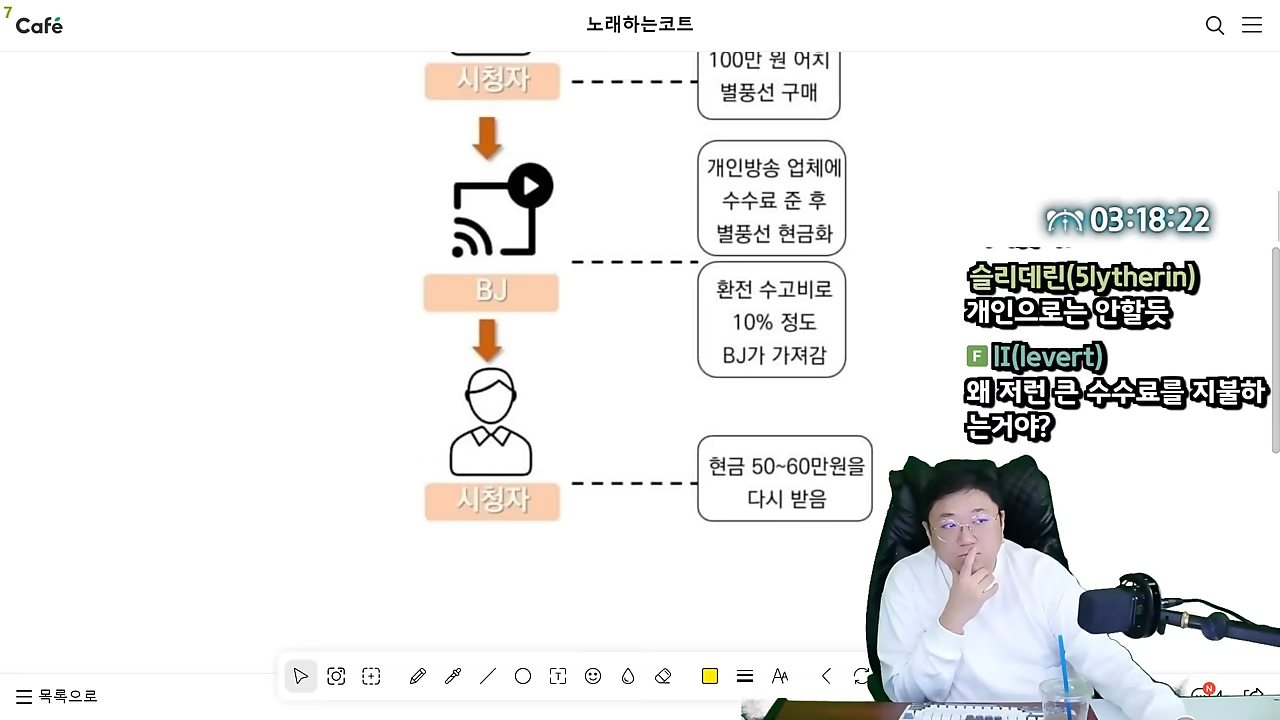 7
Café
노래하는코트
100만 원 어치
별풍선 구매
시청자
개인방송 업체에
수수료 준 후
별풍선 현금화
BJ
환전 수고비로
10% 정도
BJ가 가져감
시청자
현금 50~60만원을
다시 받음
03:18:22
슬리데린(5lytherin)
개인으로는 안할듯
F lI(levert)
왜 저런 큰 수수료를 지불하
는거야?
목록으로
N